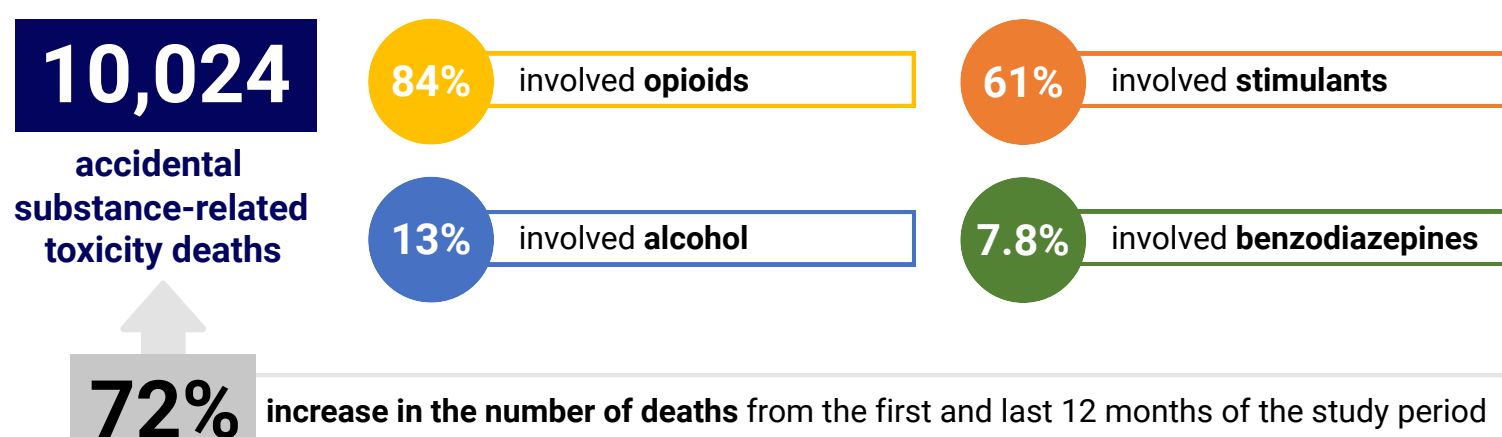 10,024
accidental
substance-related
toxicity deaths
84% involved opioids
61% involved stimulants
13% involved alcohol
7.8% involved benzodiazepines
72% increase in the number of deaths from the first and last 12 months of the study period